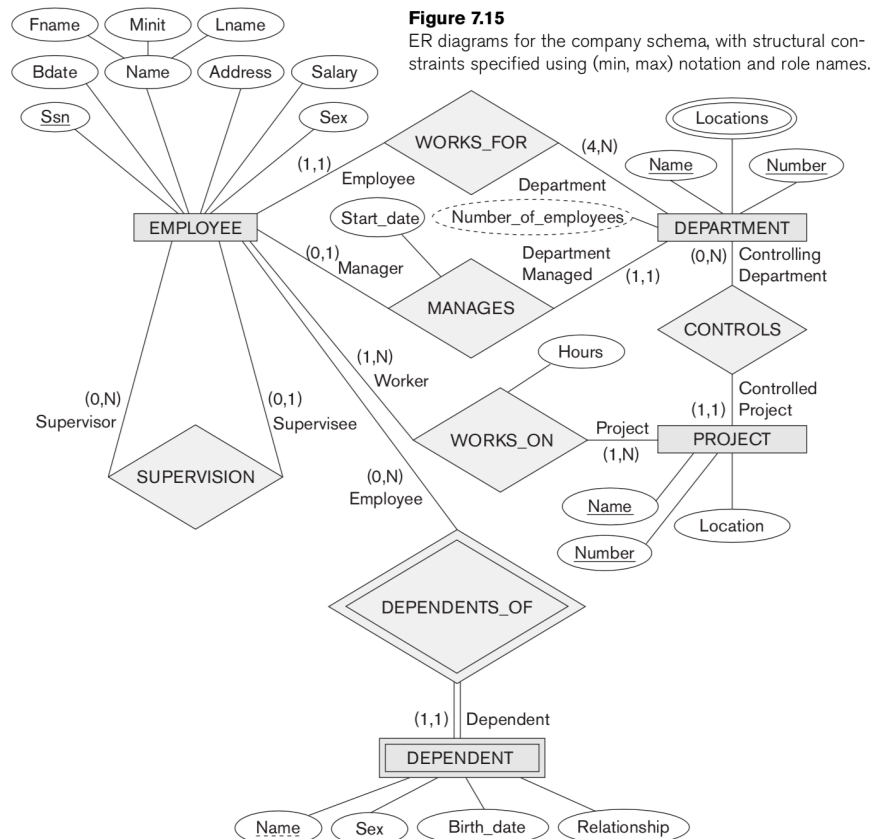 Figure 7.15
ER diagrams for the company schema, with structural con-
straints specified using (min, max) notation and role names.
Fname
Minit
Lname
Bdate
Name
Address
Salary
Ssn
Sex
WORKS_FOR
(1,1)
Employee
(4,N)
Department
Locations
Name
Number
Start_date
Number_of_employees
EMPLOYEE
DEPARTMENT
(0,1)
Manager
MANAGES
Department
Managed
(1,1)
(0,N)
Controlling
Department
CONTROLS
Hours
(1,N)
Worker
(0,N)
Supervisor
(0,1)
Supervisee
Controlled
Project
(1,1)
WORKS_ON
Project
(1,N)
PROJECT
SUPERVISION
(0,N)
Employee
Name
Number
Location
DEPENDENTS_OF
(1,1)
Dependent
DEPENDENT
Name
Sex
Birth_date
Relationship